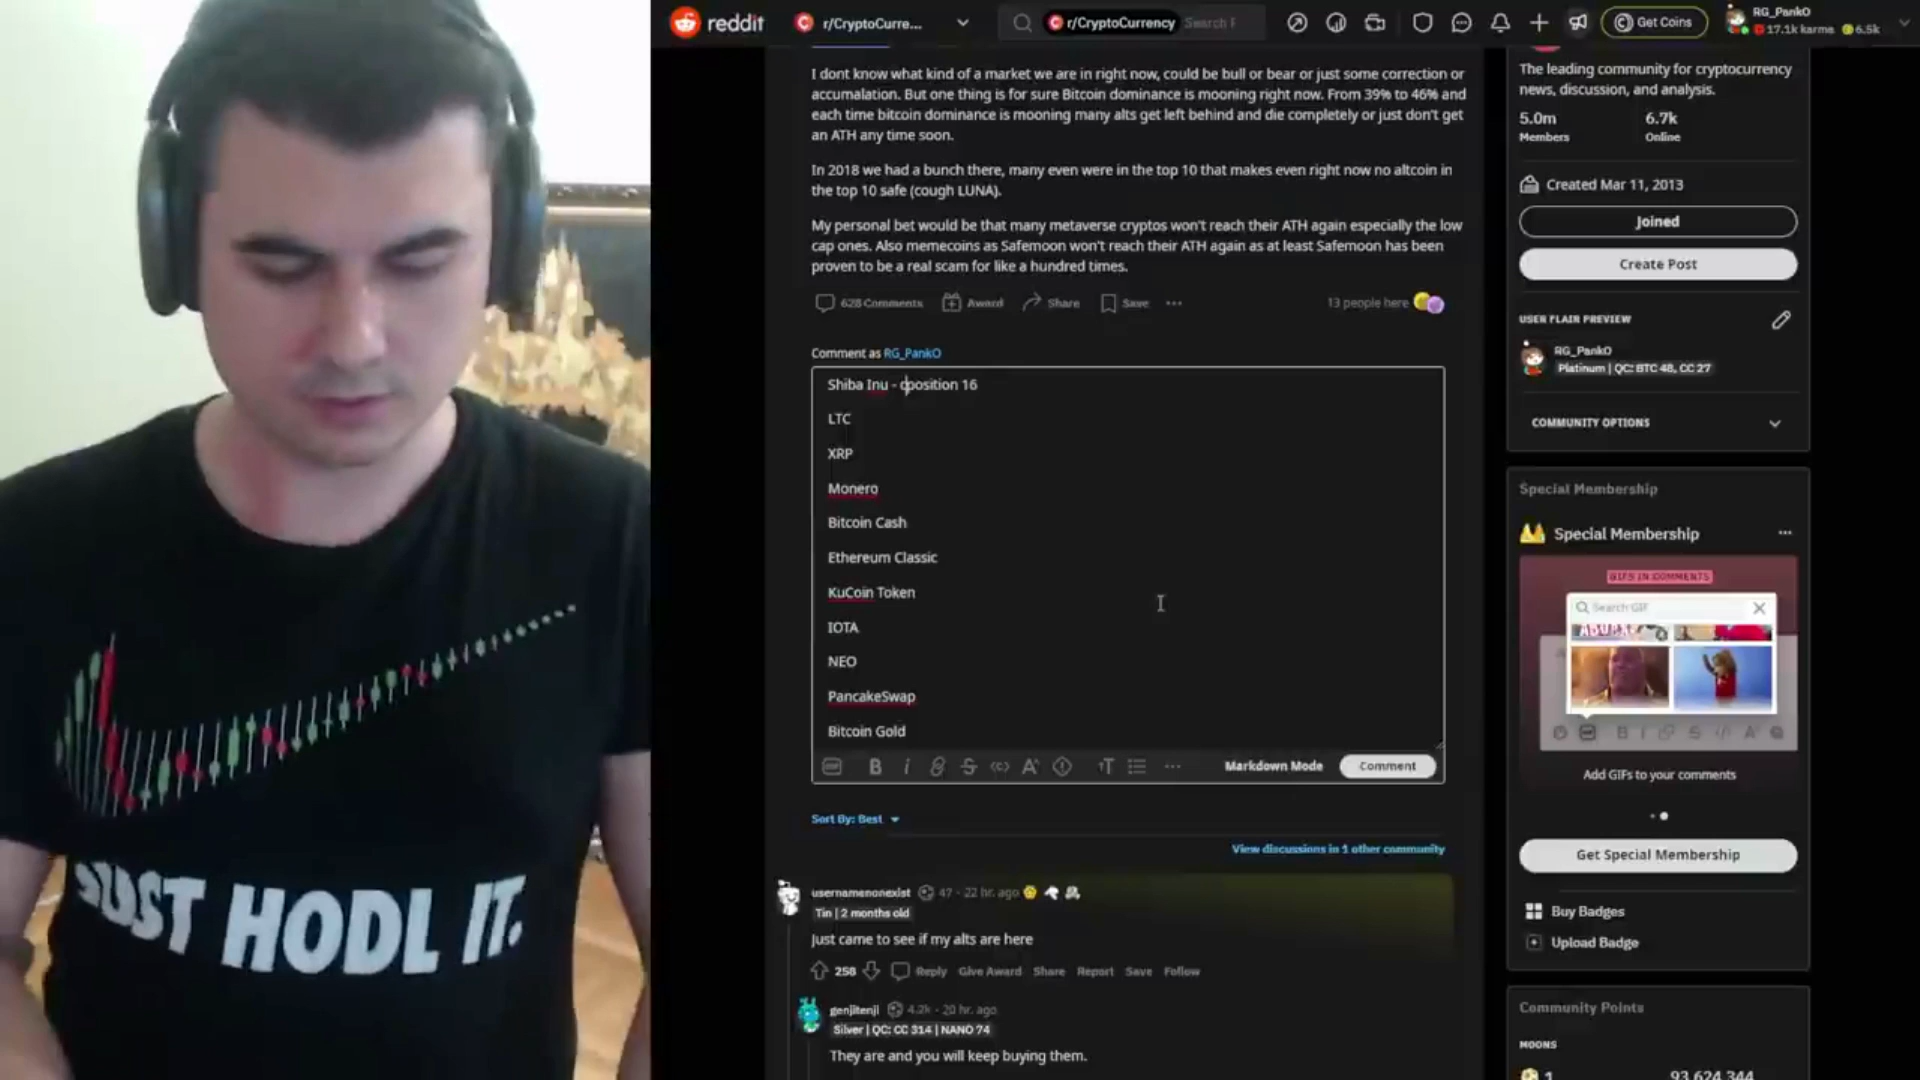 reddit
r/CryptoCurre...
r/CryptoCurrency
Get Coins
RG_PankO
17.1k karma
6.5k
I dont know what kind of a market we are in right now, could be bull or bear or just some correction or
accumalation. But one thing is for sure Bitcoin dominance is mooning right now. From 39% to 46% and
each time bitcoin dominance is mooning many alts get left behind and die completely or just don't get
an ATH any time soon.
In 2018 we had a bunch there, many even were in the top 10 that makes even right now no altcoin in
the top 10 safe (cough LUNA).
My personal bet would be that many metaverse cryptos won't reach their ATH again especially the low
cap ones. Also memecoins as Safemoon won't reach their ATH again as at least Safemoon has been
proven to be a real scam for like a hundred times.
628 Comments
Award
Share
Save
13 people here
Comment as RG_PankO
Shiba Inu - cposition 16
LTC
XRP
Monero
Bitcoin Cash
Ethereum Classic
KuCoin Token
IOTA
NEO
PancakeSwap
Bitcoin Gold
Markdown Mode
Comment
Sort By: Best
View discussions in 1 other community
usernamenonexist 47 · 22 hr. ago
Tin | 2 months old
Just came to see if my alts are here
258
Reply
Give Award
Share
Report
Save
Follow
genjitenji 4.2k · 20 hr. ago
Silver | QC: CC 314 | NANO 74
They are and you will keep buying them.
The leading community for cryptocurrency
news, discussion, and analysis.
5.0m
Members
6.7k
Online
Created Mar 11, 2013
Joined
Create Post
USER FLAIR PREVIEW
RG_PankO
Platinum | QC: BTC 48, CC 27
COMMUNITY OPTIONS
Special Membership
Special Membership
GIFS IN COMMENTS
Search GIF
Add GIFs to your comments
Get Special Membership
Buy Badges
Upload Badge
Community Points
MOONS
1
93,624,344
JUST HODL IT.